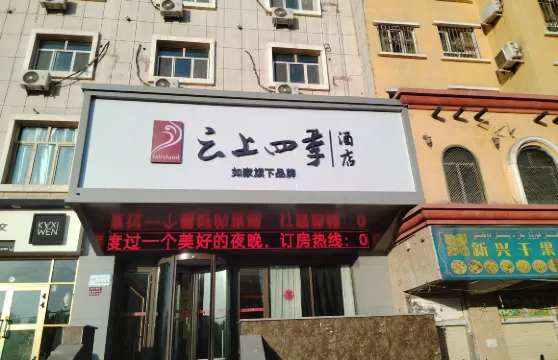 fairyland
云上四季
酒店
如家旗下品牌
度过一个美好的夜晚，订房热线：0
KVXI
WEN
新兴干果